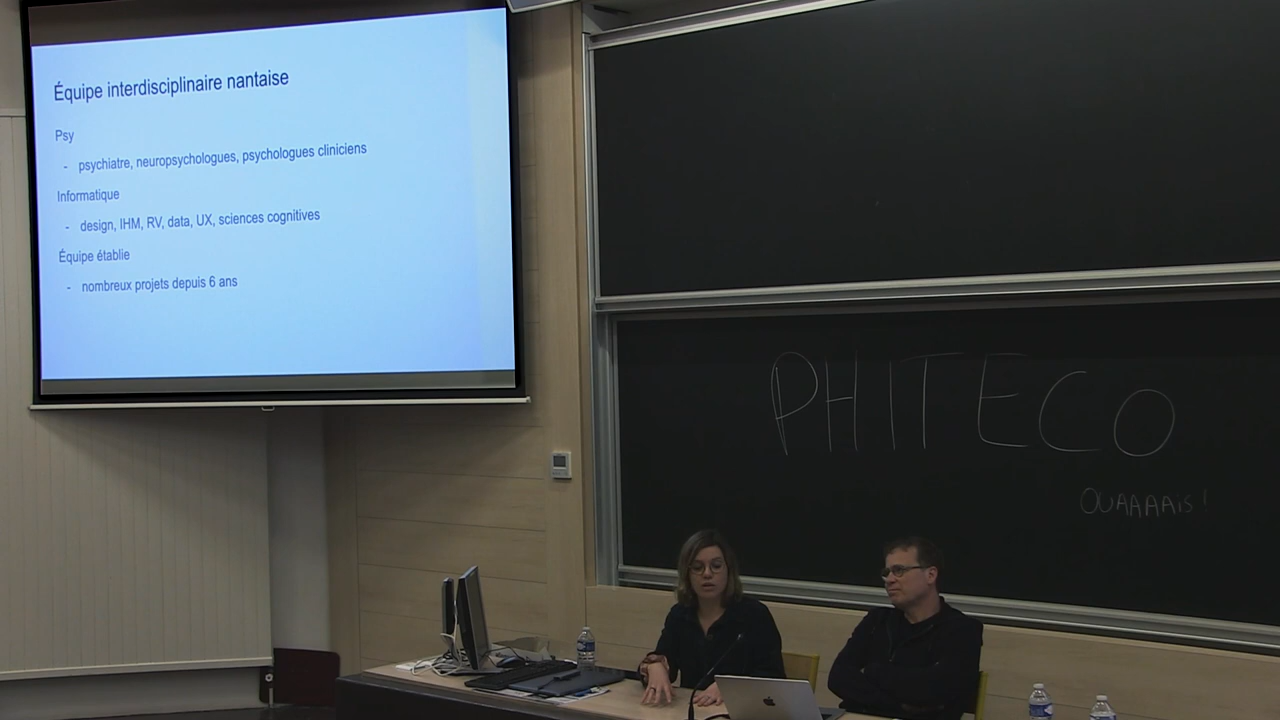 Équipe interdisciplinaire nantaise
Psy
- psychiatre, neuropsychologues, psychologues cliniciens
Informatique
- design, IHM, RV, data, UX, sciences cognitives
Équipe établie
- nombreux projets depuis 6 ans
PHITECO
OUAAAAis !